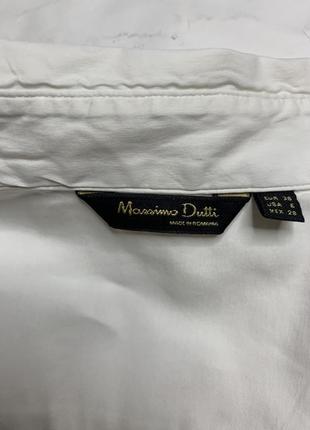 Massimo Dutti
MADE IN ROMANIA
EUR 38
USA 6
MEX 28